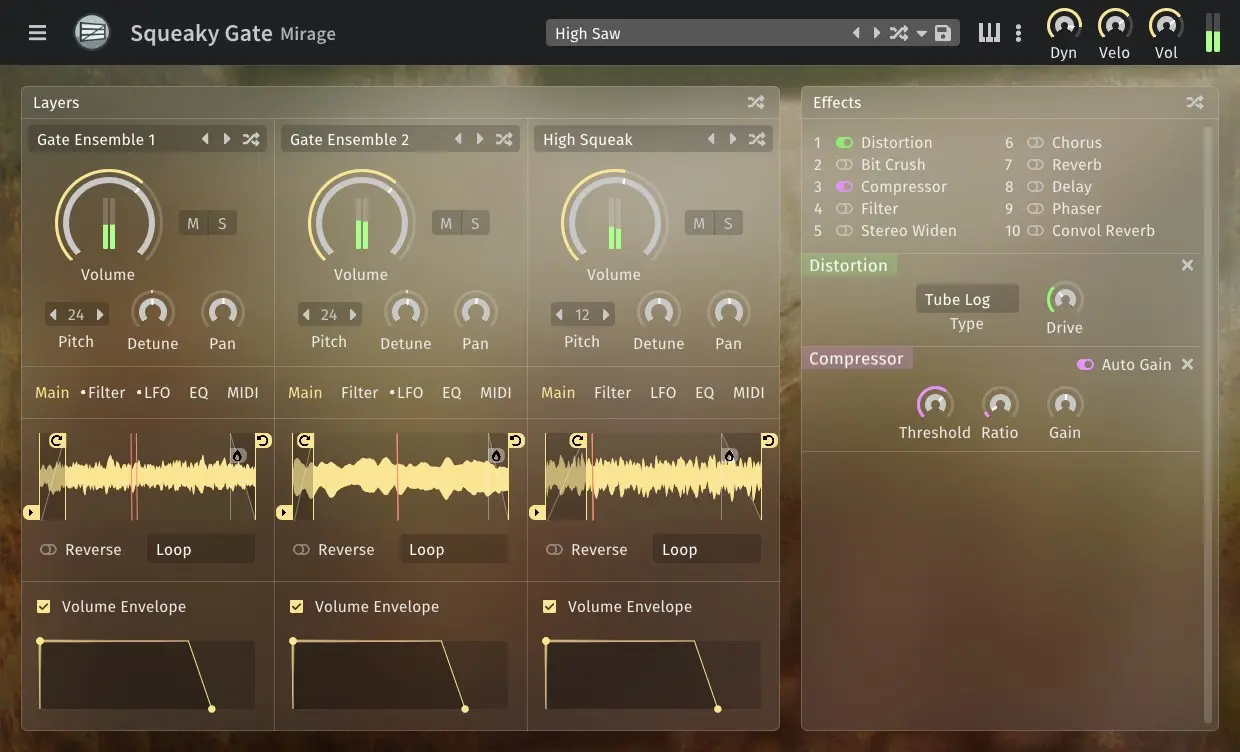 Squeaky Gate Mirage
High Saw
Dyn Velo Vol
Layers
Gate Ensemble 1
M S
Volume
24
Pitch Detune Pan
Main •Filter •LFO EQ MIDI
Reverse Loop
Volume Envelope
Gate Ensemble 2
M S
Volume
24
Pitch Detune Pan
Main Filter •LFO EQ MIDI
Reverse Loop
Volume Envelope
High Squeak
M S
Volume
12
Pitch Detune Pan
Main Filter LFO EQ MIDI
Reverse Loop
Volume Envelope
Effects
1 Distortion
2 Bit Crush
3 Compressor
4 Filter
5 Stereo Widen
6 Chorus
7 Reverb
8 Delay
9 Phaser
10 Convol Reverb
Distortion
Tube Log
Type Drive
Compressor
Auto Gain
Threshold Ratio Gain